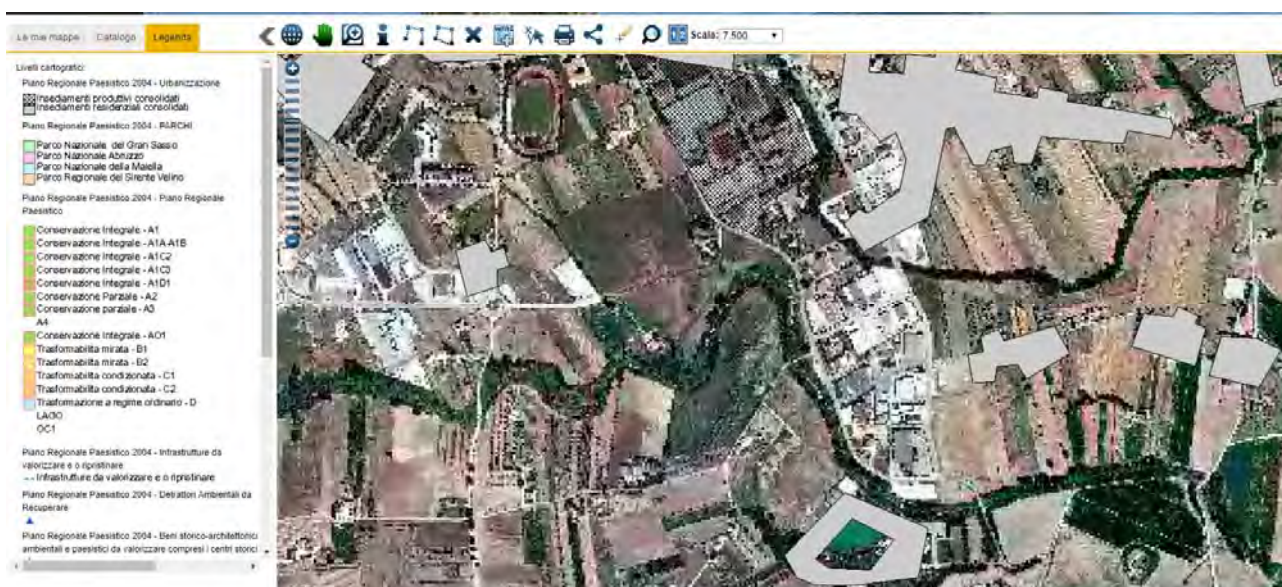 Le mie mappe
Catalogo
Legenda
Scala: 7.500
Livelli cartografici:
Piano Regionale Paesistico 2004 - Urbanizzazione
Insediamenti produttivi consolidati
Insediamenti residenziali consolidati
Piano Regionale Paesistico 2004 - PARCHI
Parco Nazionale del Gran Sasso
Parco Nazionale Abruzzo
Parco Nazionale della Maiella
Parco Regionale del Sirente Velino
Piano Regionale Paesistico 2004 - Piano Regionale
Paesistico
Conservazione Integrale - A1
Conservazione Integrale - A1A-A1B
Conservazione Integrale - A1C2
Conservazione Integrale - A1C3
Conservazione Integrale - A1D1
Conservazione Parziale - A2
Conservazione parziale - A3
A4
Conservazione Integrale - AO1
Trasformabilita mirata - B1
Trasformabilita mirata - B2
Trasformabilita condizionata - C1
Trasformabilita condizionata - C2
Trasformazione a regime ordinario - D
LAGO
OC1
Piano Regionale Paesistico 2004 - Infrastrutture da
valorizzare e o ripristinare
Infrastrutture da valorizzare e o ripristinare
Piano Regionale Paesistico 2004 - Detrattori Ambientali da
Recuperare
Piano Regionale Paesistico 2004 - Beni storico-architettonici
ambientali e paesistici da valorizzare compresi i centri storici